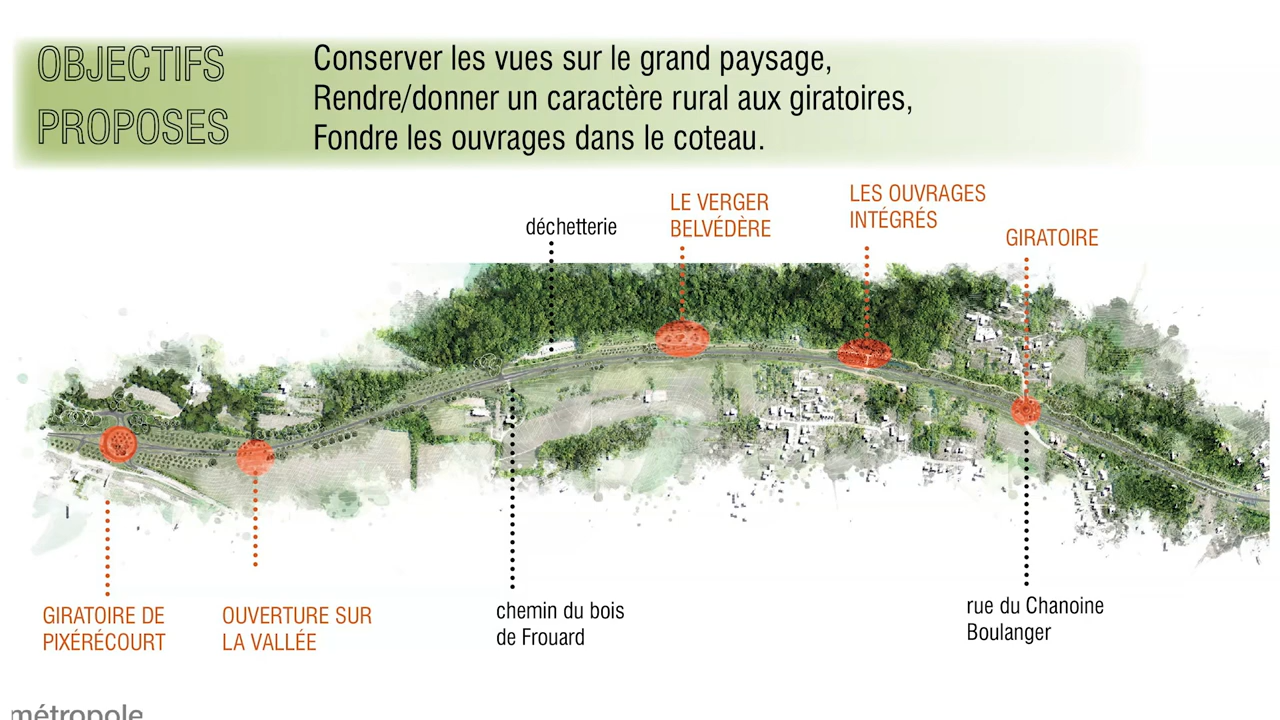 OBJECTIFS
PROPOSES
Conserver les vues sur le grand paysage,
Rendre/donner un caractère rural aux giratoires,
Fondre les ouvrages dans le coteau.
déchetterie
LE VERGER
BELVÉDÈRE
LES OUVRAGES
INTÉGRÉS
GIRATOIRE
GIRATOIRE DE
PIXÉRÉCOURT
OUVERTURE SUR
LA VALLÉE
chemin du bois
de Frouard
rue du Chanoine
Boulanger
métropole